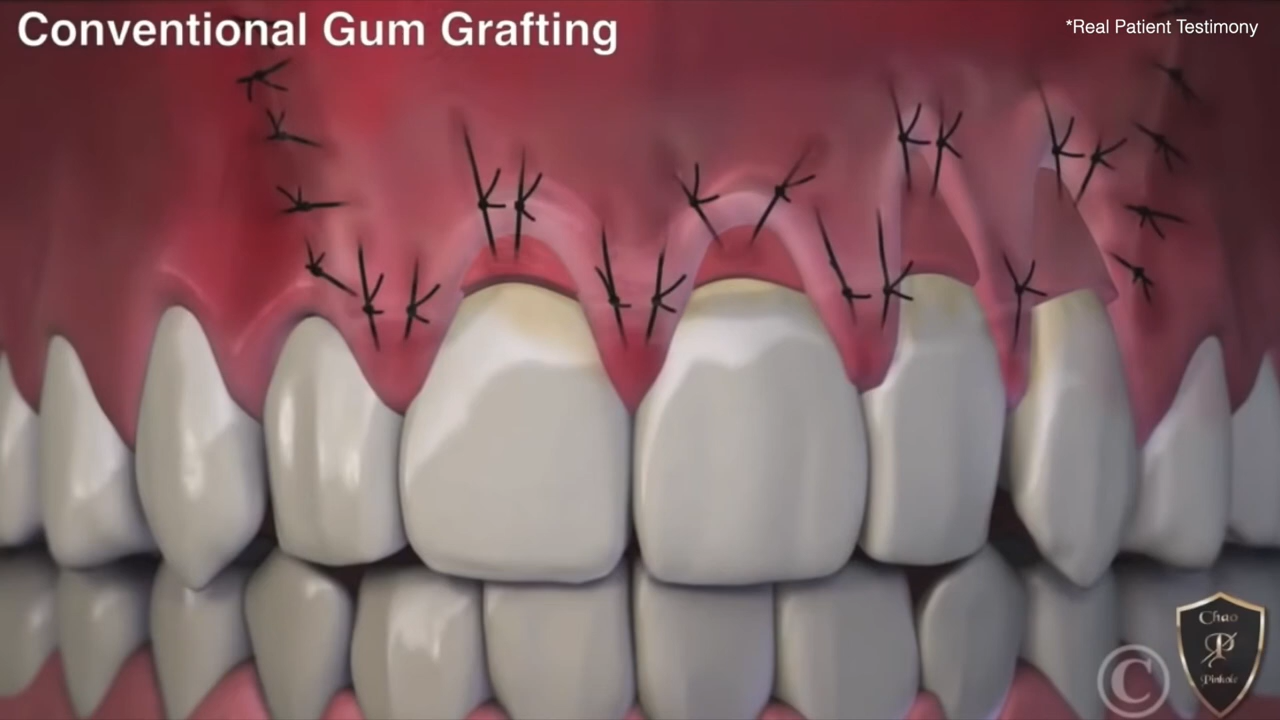 Conventional Gum Grafting
*Real Patient Testimony
Chao
P
Pinhole
©